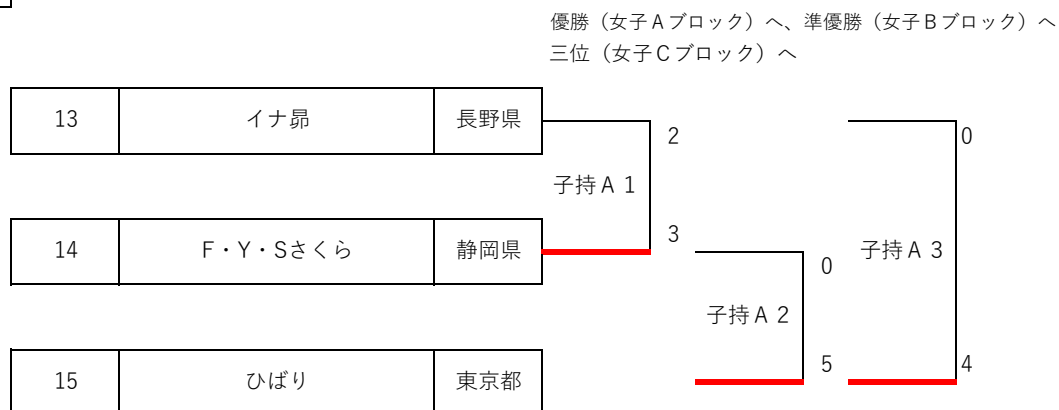 優勝（女子Aブロック）へ、準優勝（女子Bブロック）へ
三位（女子Cブロック）へ
13 イナ昴 長野県
2
子持A 1
14 F・Y・Sさくら 静岡県
3
0
子持A 3
0
子持A 2
15 ひばり 東京都
5
4